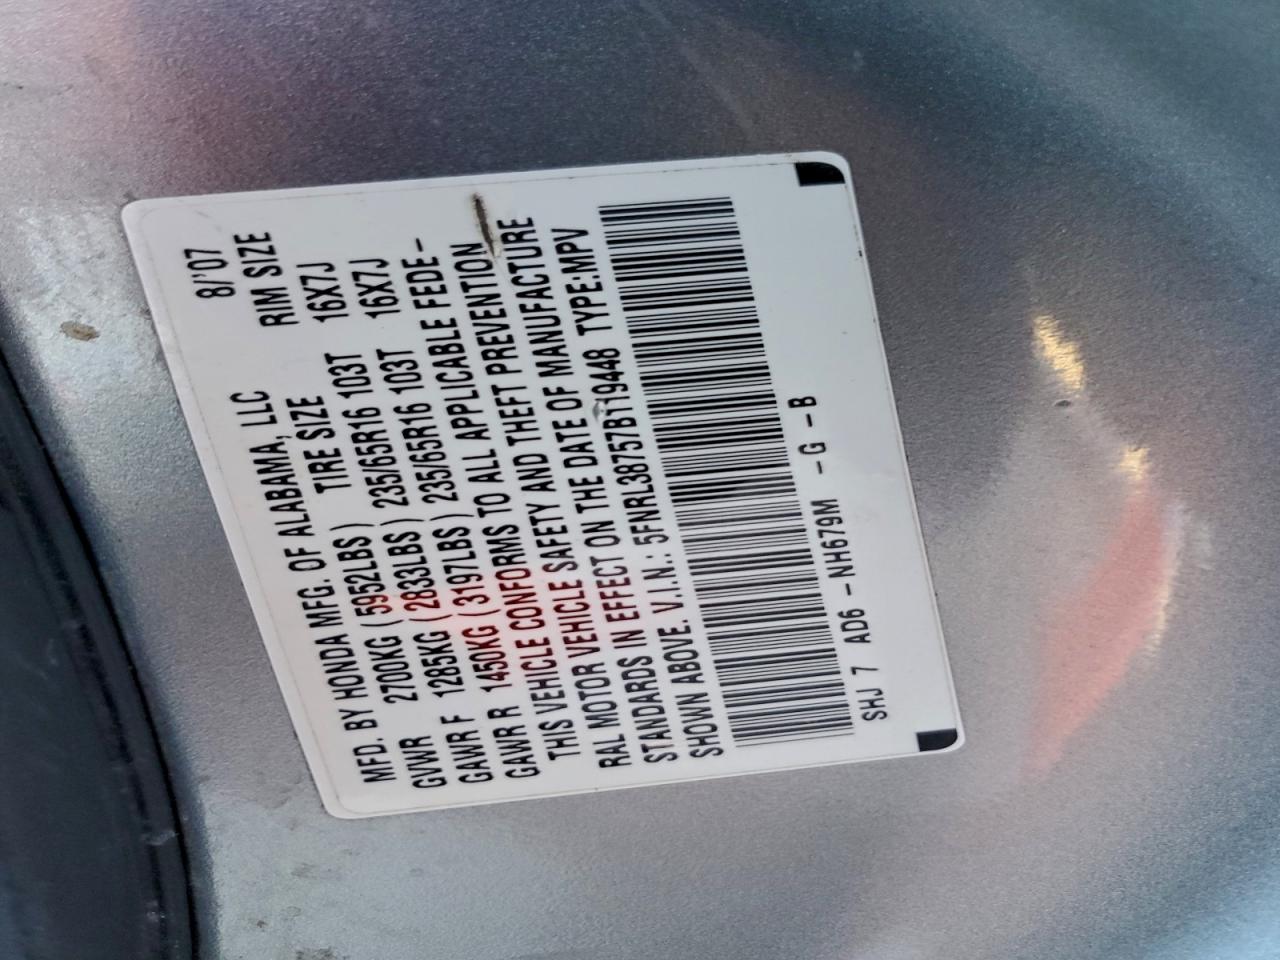 MFD. BY HONDA MFG. OF ALABAMA, LLC 8/'07
GVWR 2700KG (5952LBS) TIRE SIZE RIM SIZE
GAWR F 1285KG (2833LBS) 235/65R16 103T 16X7J
GAWR R 1450KG (3197LBS) 235/65R16 103T 16X7J
THIS VEHICLE CONFORMS TO ALL APPLICABLE FEDE-
RAL MOTOR VEHICLE SAFETY AND THEFT PREVENTION
STANDARDS IN EFFECT ON THE DATE OF MANUFACTURE
SHOWN ABOVE. V.I.N.: 5FNRL38757B119448 TYPE:MPV
SHJ 7 AD6 -NH679M -G -B